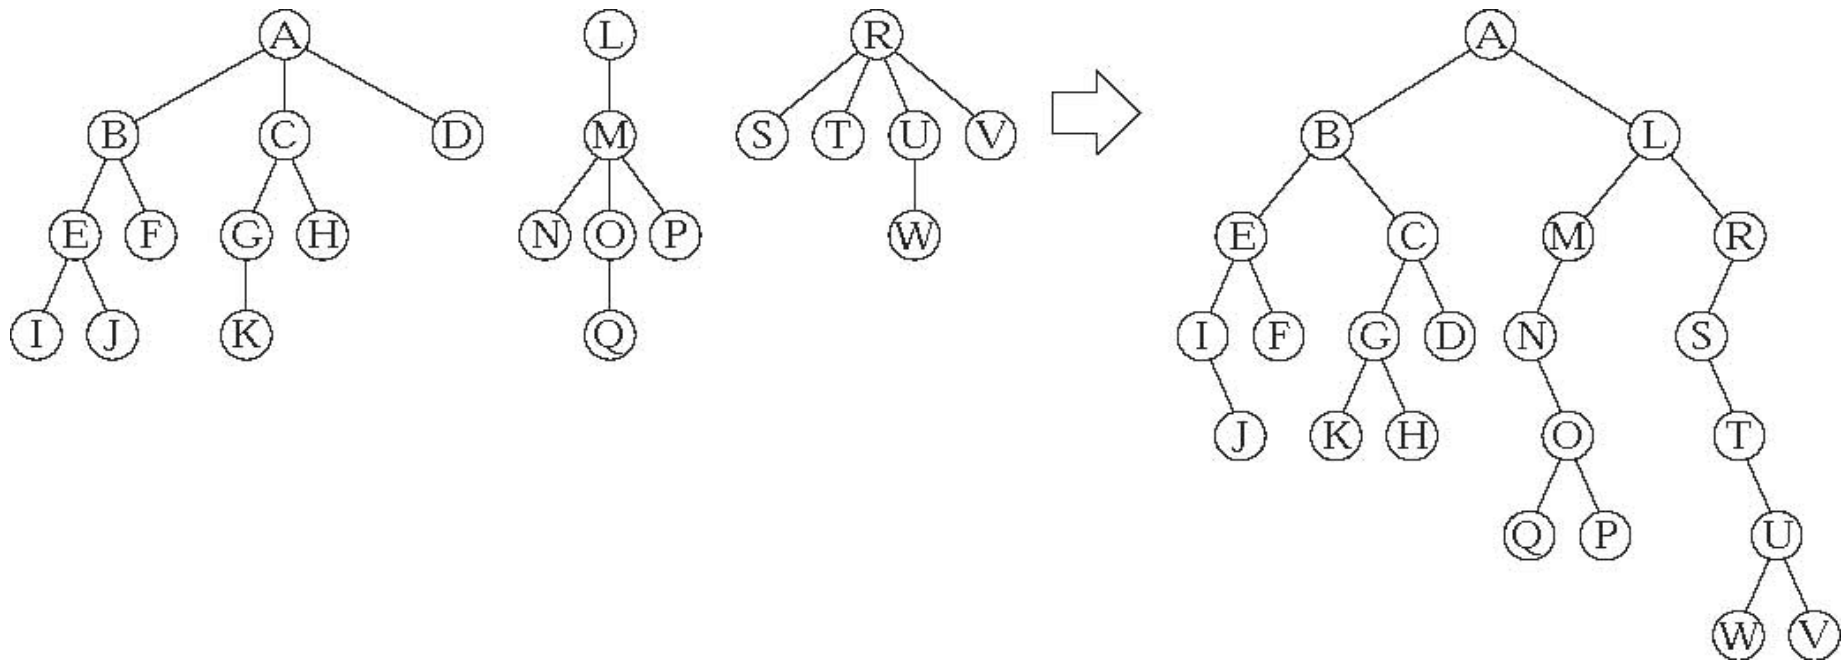 A L R A
B C D M S T U V B L
E F G H N O P W E C M R
I J K Q I F G D N S
J K H O T
Q P U
W V